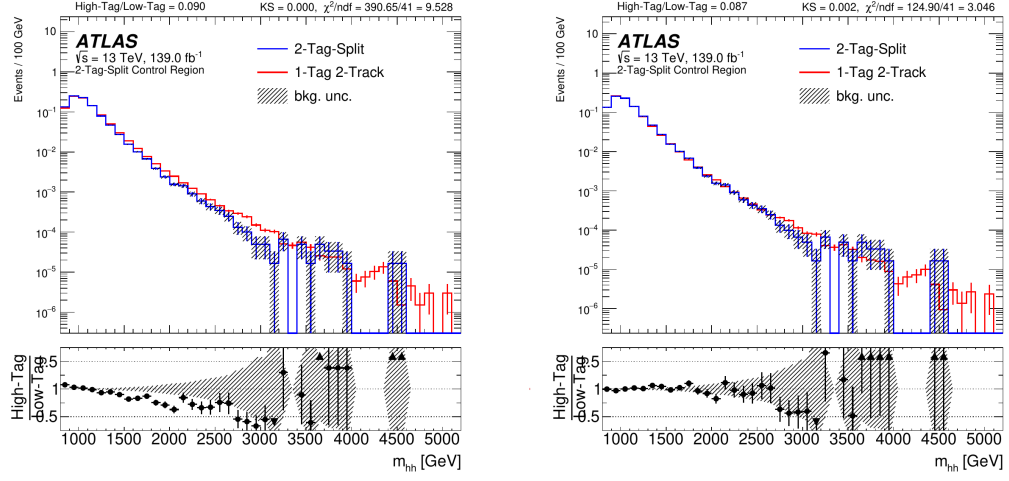 High-Tag/Low-Tag = 0.090 KS = 0.000, χ²/ndf = 390.65/41 = 9.528
Events / 100 GeV
10
1
10⁻¹
10⁻²
10⁻³
10⁻⁴
10⁻⁵
10⁻⁶
ATLAS
√s = 13 TeV, 139.0 fb⁻¹
2-Tag-Split Control Region
2-Tag-Split
1-Tag 2-Track
bkg. unc.
High-Tag
Low-Tag
1
0.5
1000 1500 2000 2500 3000 3500 4000 4500 5000
m_hh [GeV]
High-Tag/Low-Tag = 0.087 KS = 0.002, χ²/ndf = 124.90/41 = 3.046
Events / 100 GeV
10
1
10⁻¹
10⁻²
10⁻³
10⁻⁴
10⁻⁵
10⁻⁶
ATLAS
√s = 13 TeV, 139.0 fb⁻¹
2-Tag-Split Control Region
2-Tag-Split
1-Tag 2-Track
bkg. unc.
High-Tag
Low-Tag
1
0.5
1000 1500 2000 2500 3000 3500 4000 4500 5000
m_hh [GeV]